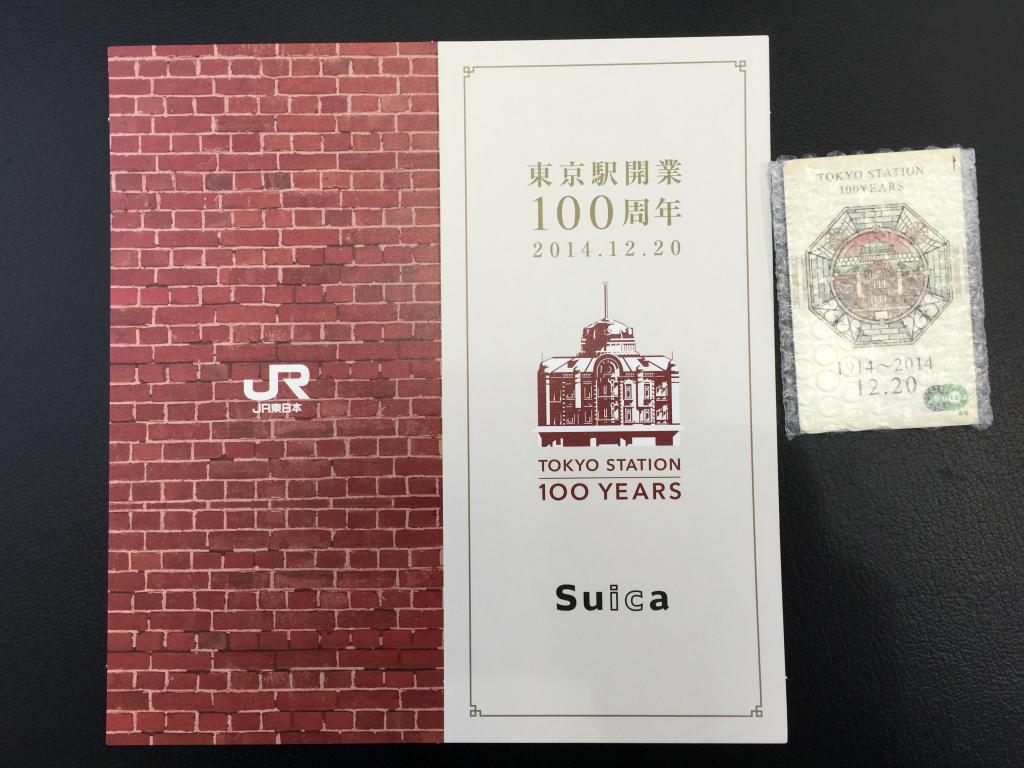 JR
JR東日本
東京駅開業
100周年
2014.12.20
TOKYO STATION
100 YEARS
Suica
TOKYO STATION
100YEARS
1914～2014
12.20